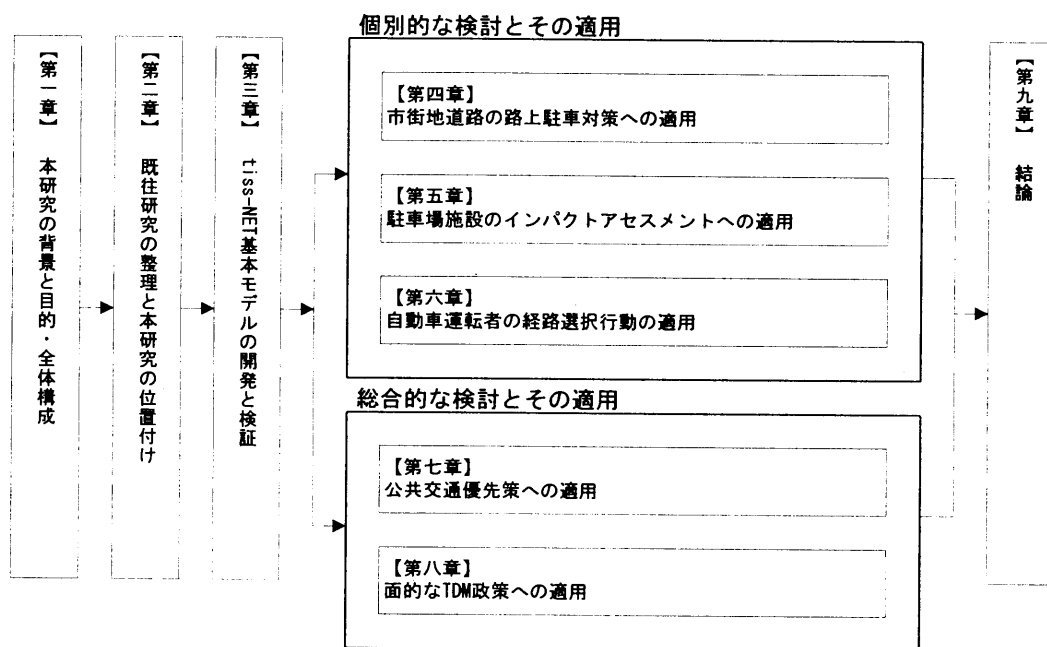 【第一章】 本研究の背景と目的・全体構成
【第二章】 既往研究の整理と本研究の位置付け
【第三章】 tiss-NET基本モデルの開発と検証
個別的な検討とその適用
【第四章】
市街地道路の路上駐車対策への適用
【第五章】
駐車場施設のインパクトアセスメントへの適用
【第六章】
自動車運転者の経路選択行動の適用
総合的な検討とその適用
【第七章】
公共交通優先策への適用
【第八章】
面的なTDM政策への適用
【第九章】 結論